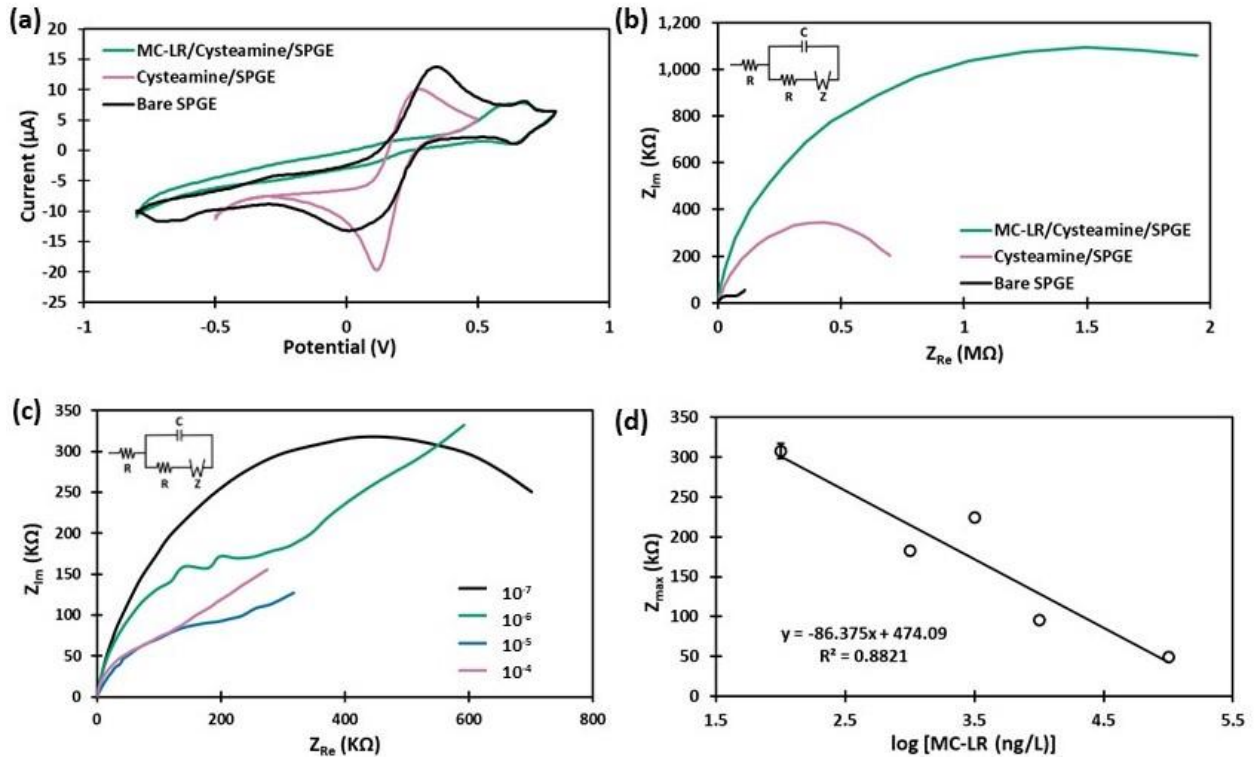 (a)
25
20
15
10
5
0
-5
-10
-15
-20
-25
Current (µA)
MC-LR/Cysteamine/SPGE
Cysteamine/SPGE
Bare SPGE
-1
-0.5
0
0.5
1
Potential (V)
(b)
1,200
1,000
800
600
400
200
0
Z_Im (KΩ)
C
R
R
Z
MC-LR/Cysteamine/SPGE
Cysteamine/SPGE
Bare SPGE
0
0.5
1
1.5
2
Z_Re (MΩ)
(c)
350
300
250
200
150
100
50
0
Z_Im (KΩ)
C
R
R
Z
10⁻⁷
10⁻⁶
10⁻⁵
10⁻⁴
0
200
400
600
800
Z_Re (KΩ)
(d)
350
300
250
200
150
100
50
0
Z_max (kΩ)
y = -86.375x + 474.09
R² = 0.8821
1.5
2.5
3.5
4.5
5.5
log [MC-LR (ng/L)]